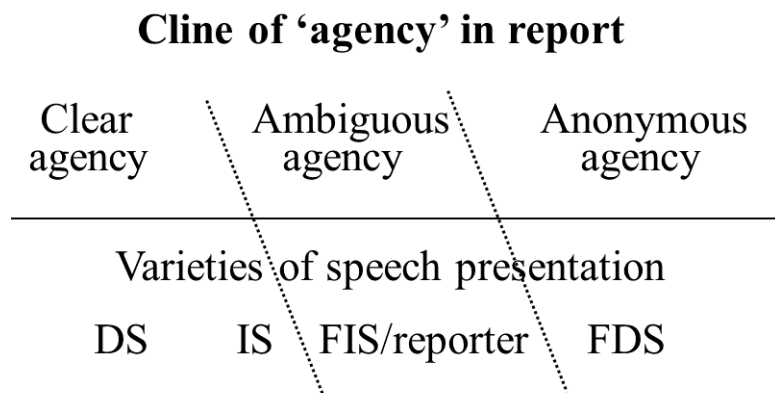 Cline of ‘agency’ in report
Clear Ambiguous Anonymous
agency agency agency
Varieties of speech presentation
DS IS FIS/reporter FDS